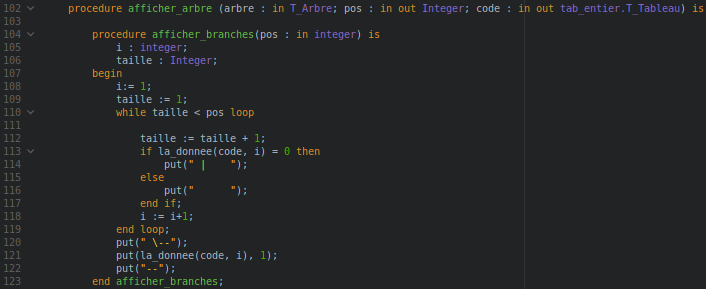 102 procedure afficher_arbre (arbre : in T_Arbre; pos : in out Integer; code : in out tab_entier.T_Tableau) is
103
104 procedure afficher_branches(pos : in integer) is
105 i : integer;
106 taille : Integer;
107 begin
108 i:= 1;
109 taille := 1;
110 while taille < pos loop
111
112 taille := taille + 1;
113 if la_donnee(code, i) = 0 then
114 put(" |    ");
115 else
116 put("      ");
117 end if;
118 i := i+1;
119 end loop;
120 put(" \--");
121 put(la_donnee(code, i), 1);
122 put("--");
123 end afficher_branches;